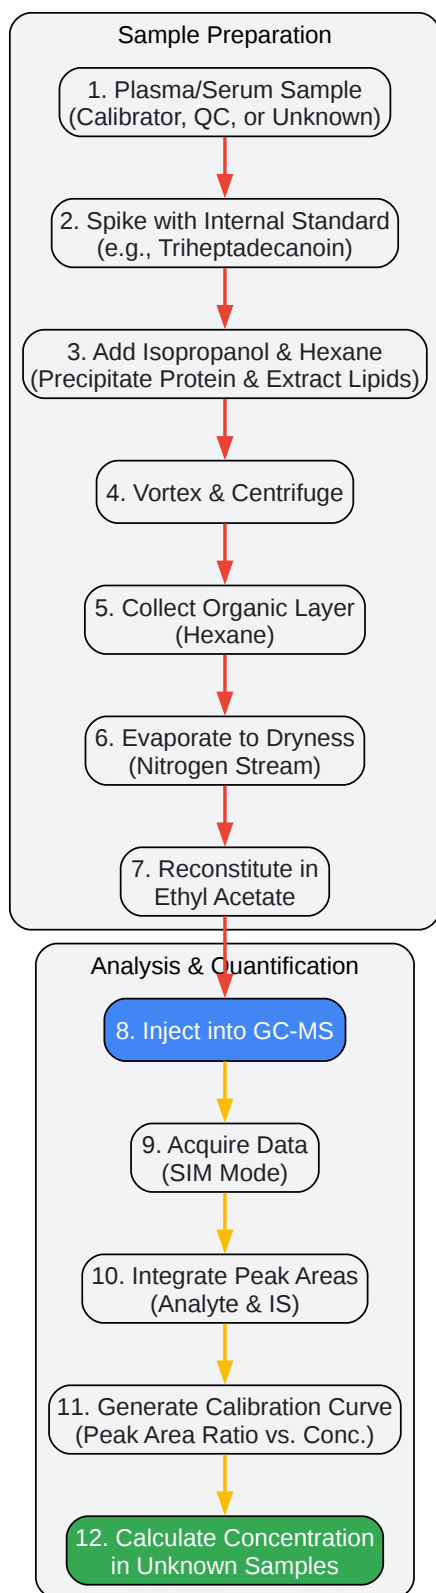 Sample Preparation
1. Plasma/Serum Sample
(Calibrator, QC, or Unknown)
2. Spike with Internal Standard
(e.g., Triheptadecanoin)
3. Add Isopropanol & Hexane
(Precipitate Protein & Extract Lipids)
4. Vortex & Centrifuge
5. Collect Organic Layer
(Hexane)
6. Evaporate to Dryness
(Nitrogen Stream)
7. Reconstitute in
Ethyl Acetate
Analysis & Quantification
8. Inject into GC-MS
9. Acquire Data
(SIM Mode)
10. Integrate Peak Areas
(Analyte & IS)
11. Generate Calibration Curve
(Peak Area Ratio vs. Conc.)
12. Calculate Concentration
in Unknown Samples